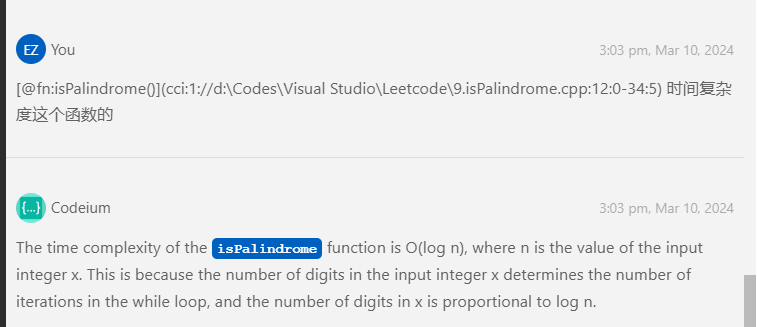 EZ You 3:03 pm, Mar 10, 2024
[@fn:isPalindrome()](cci:1://d:\Codes\Visual Studio\Leetcode\9.isPalindrome.cpp:12:0-34:5) 时间复杂
度这个函数的
{...} Codeium 3:03 pm, Mar 10, 2024
The time complexity of the isPalindrome function is O(log n), where n is the value of the input
integer x. This is because the number of digits in the input integer x determines the number of
iterations in the while loop, and the number of digits in x is proportional to log n.